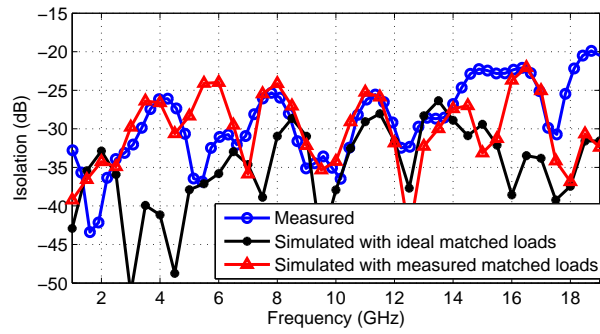 −15
−20
−25
−30
−35
−40
−45
−50
Isolation (dB)
Measured
Simulated with ideal matched loads
Simulated with measured matched loads
2 4 6 8 10 12 14 16 18
Frequency (GHz)